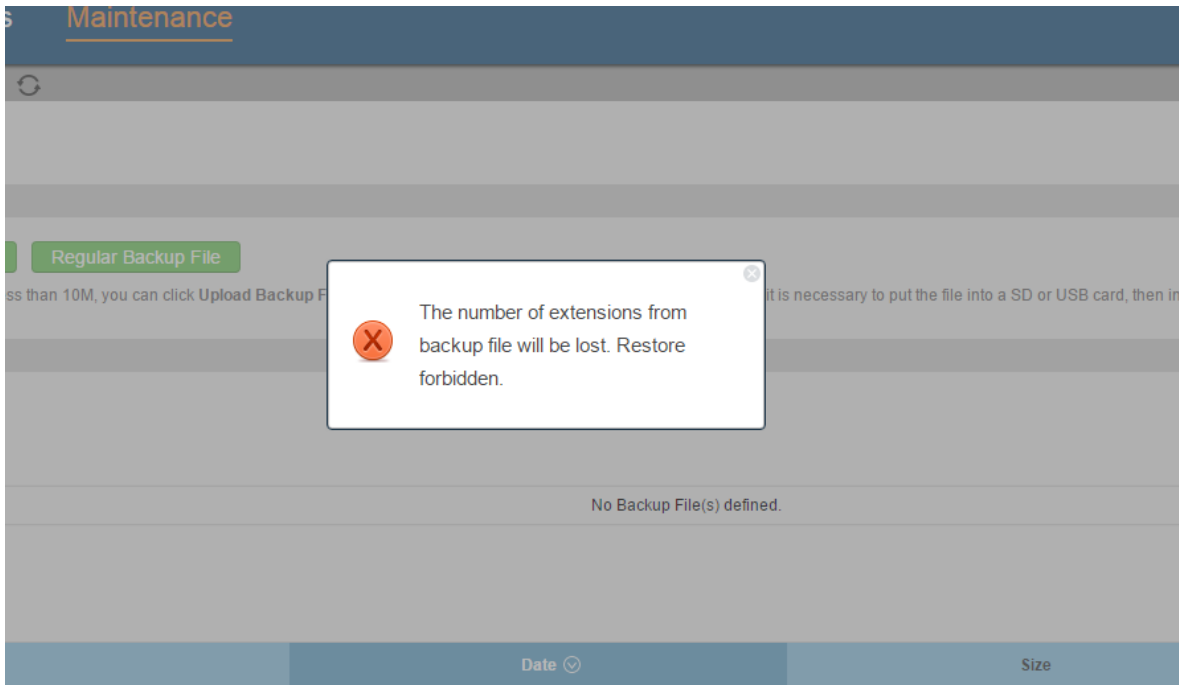 s Maintenance
Regular Backup File
ss than 10M, you can click Upload Backup F it is necessary to put the file into a SD or USB card, then in
The number of extensions from
backup file will be lost. Restore
forbidden.
No Backup File(s) defined.
Date Size